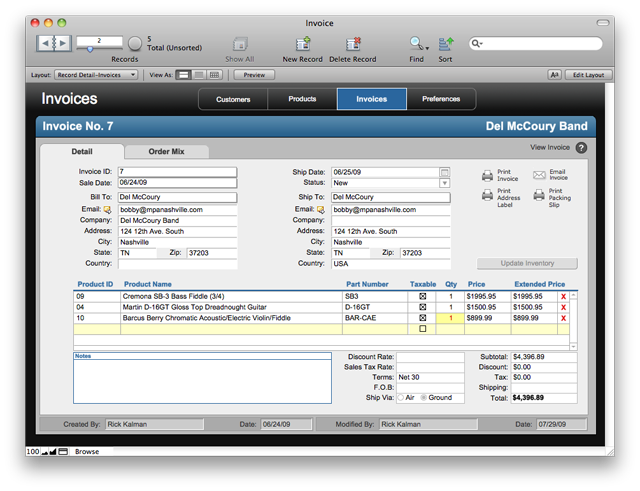 Invoice
2
5
Total (Unsorted)
Records
Show All
New Record
Delete Record
Find
Sort
Layout: Record Detail-Invoices
View As:
Preview
Aa
Edit Layout
Invoices
Customers
Products
Invoices
Preferences
Invoice No. 7
Del McCoury Band
Detail
Order Mix
View Invoice ?
Invoice ID: 7
Sale Date: 06/24/09
Bill To: Del McCoury
Email: bobby@mpanashville.com
Company: Del McCoury Band
Address: 124 12th Ave. South
City: Nashville
State: TN Zip: 37203
Country:
Ship Date: 06/25/09
Status: New
Ship To: Del McCoury
Email: bobby@mpanashville.com
Company:
Address: 124 12th Ave. South
City: Nashville
State: TN Zip: 37203
Country: USA
Print Invoice
Email Invoice
Print Address Label
Print Packing Slip
Update Inventory
Product ID Product Name Part Number Taxable Qty Price Extended Price
09 Cremona SB-3 Bass Fiddle (3/4) SB3 1 $1995.95 $1995.95 X
04 Martin D-16GT Gloss Top Dreadnought Guitar D-16GT 1 $1500.95 $1500.95 X
10 Barcus Berry Chromatic Acoustic/Electric Violin/Fiddle BAR-CAE 1 $899.99 $899.99 X
Notes
Discount Rate:
Sales Tax Rate:
Terms: Net 30
F.O.B:
Ship Via: Air Ground
Subtotal: $4,396.89
Discount: $0.00
Tax: $0.00
Shipping:
Total: $4,396.89
Created By: Rick Kalman Date: 06/24/09 Modified By: Rick Kalman Date: 07/29/09
100 Browse